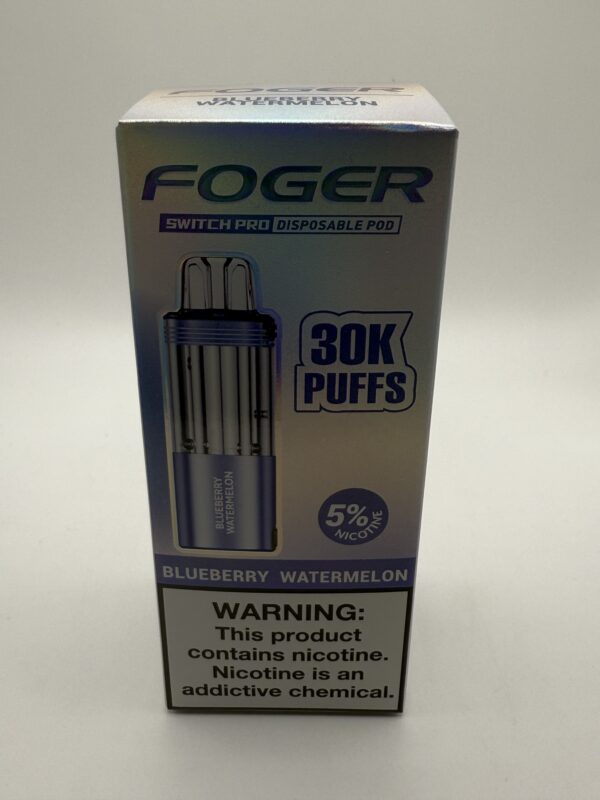 FOGER
BLUEBERRY
WATERMELON
FOGER
SWITCH PRO DISPOSABLE POD
30K
PUFFS
BLUEBERRY
WATERMELON
5%
NICOTINE
BLUEBERRY WATERMELON
WARNING:
This product
contains nicotine.
Nicotine is an
addictive chemical.